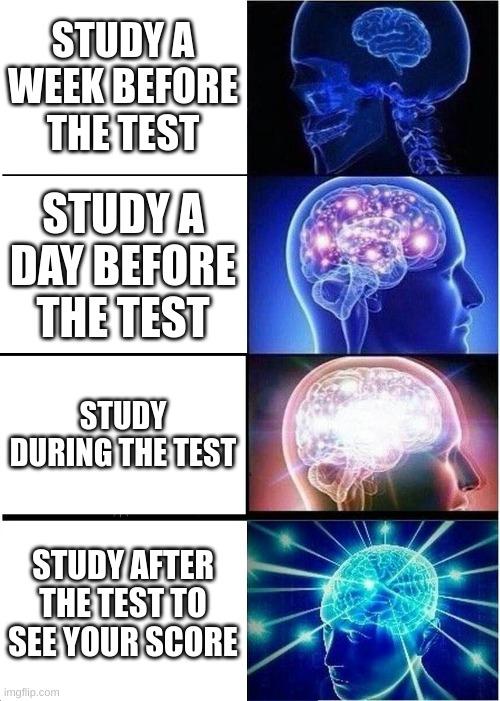 STUDY A
WEEK BEFORE
THE TEST
STUDY A
DAY BEFORE
THE TEST
STUDY
DURING THE TEST
STUDY AFTER
THE TEST TO
SEE YOUR SCORE
imgflip.com